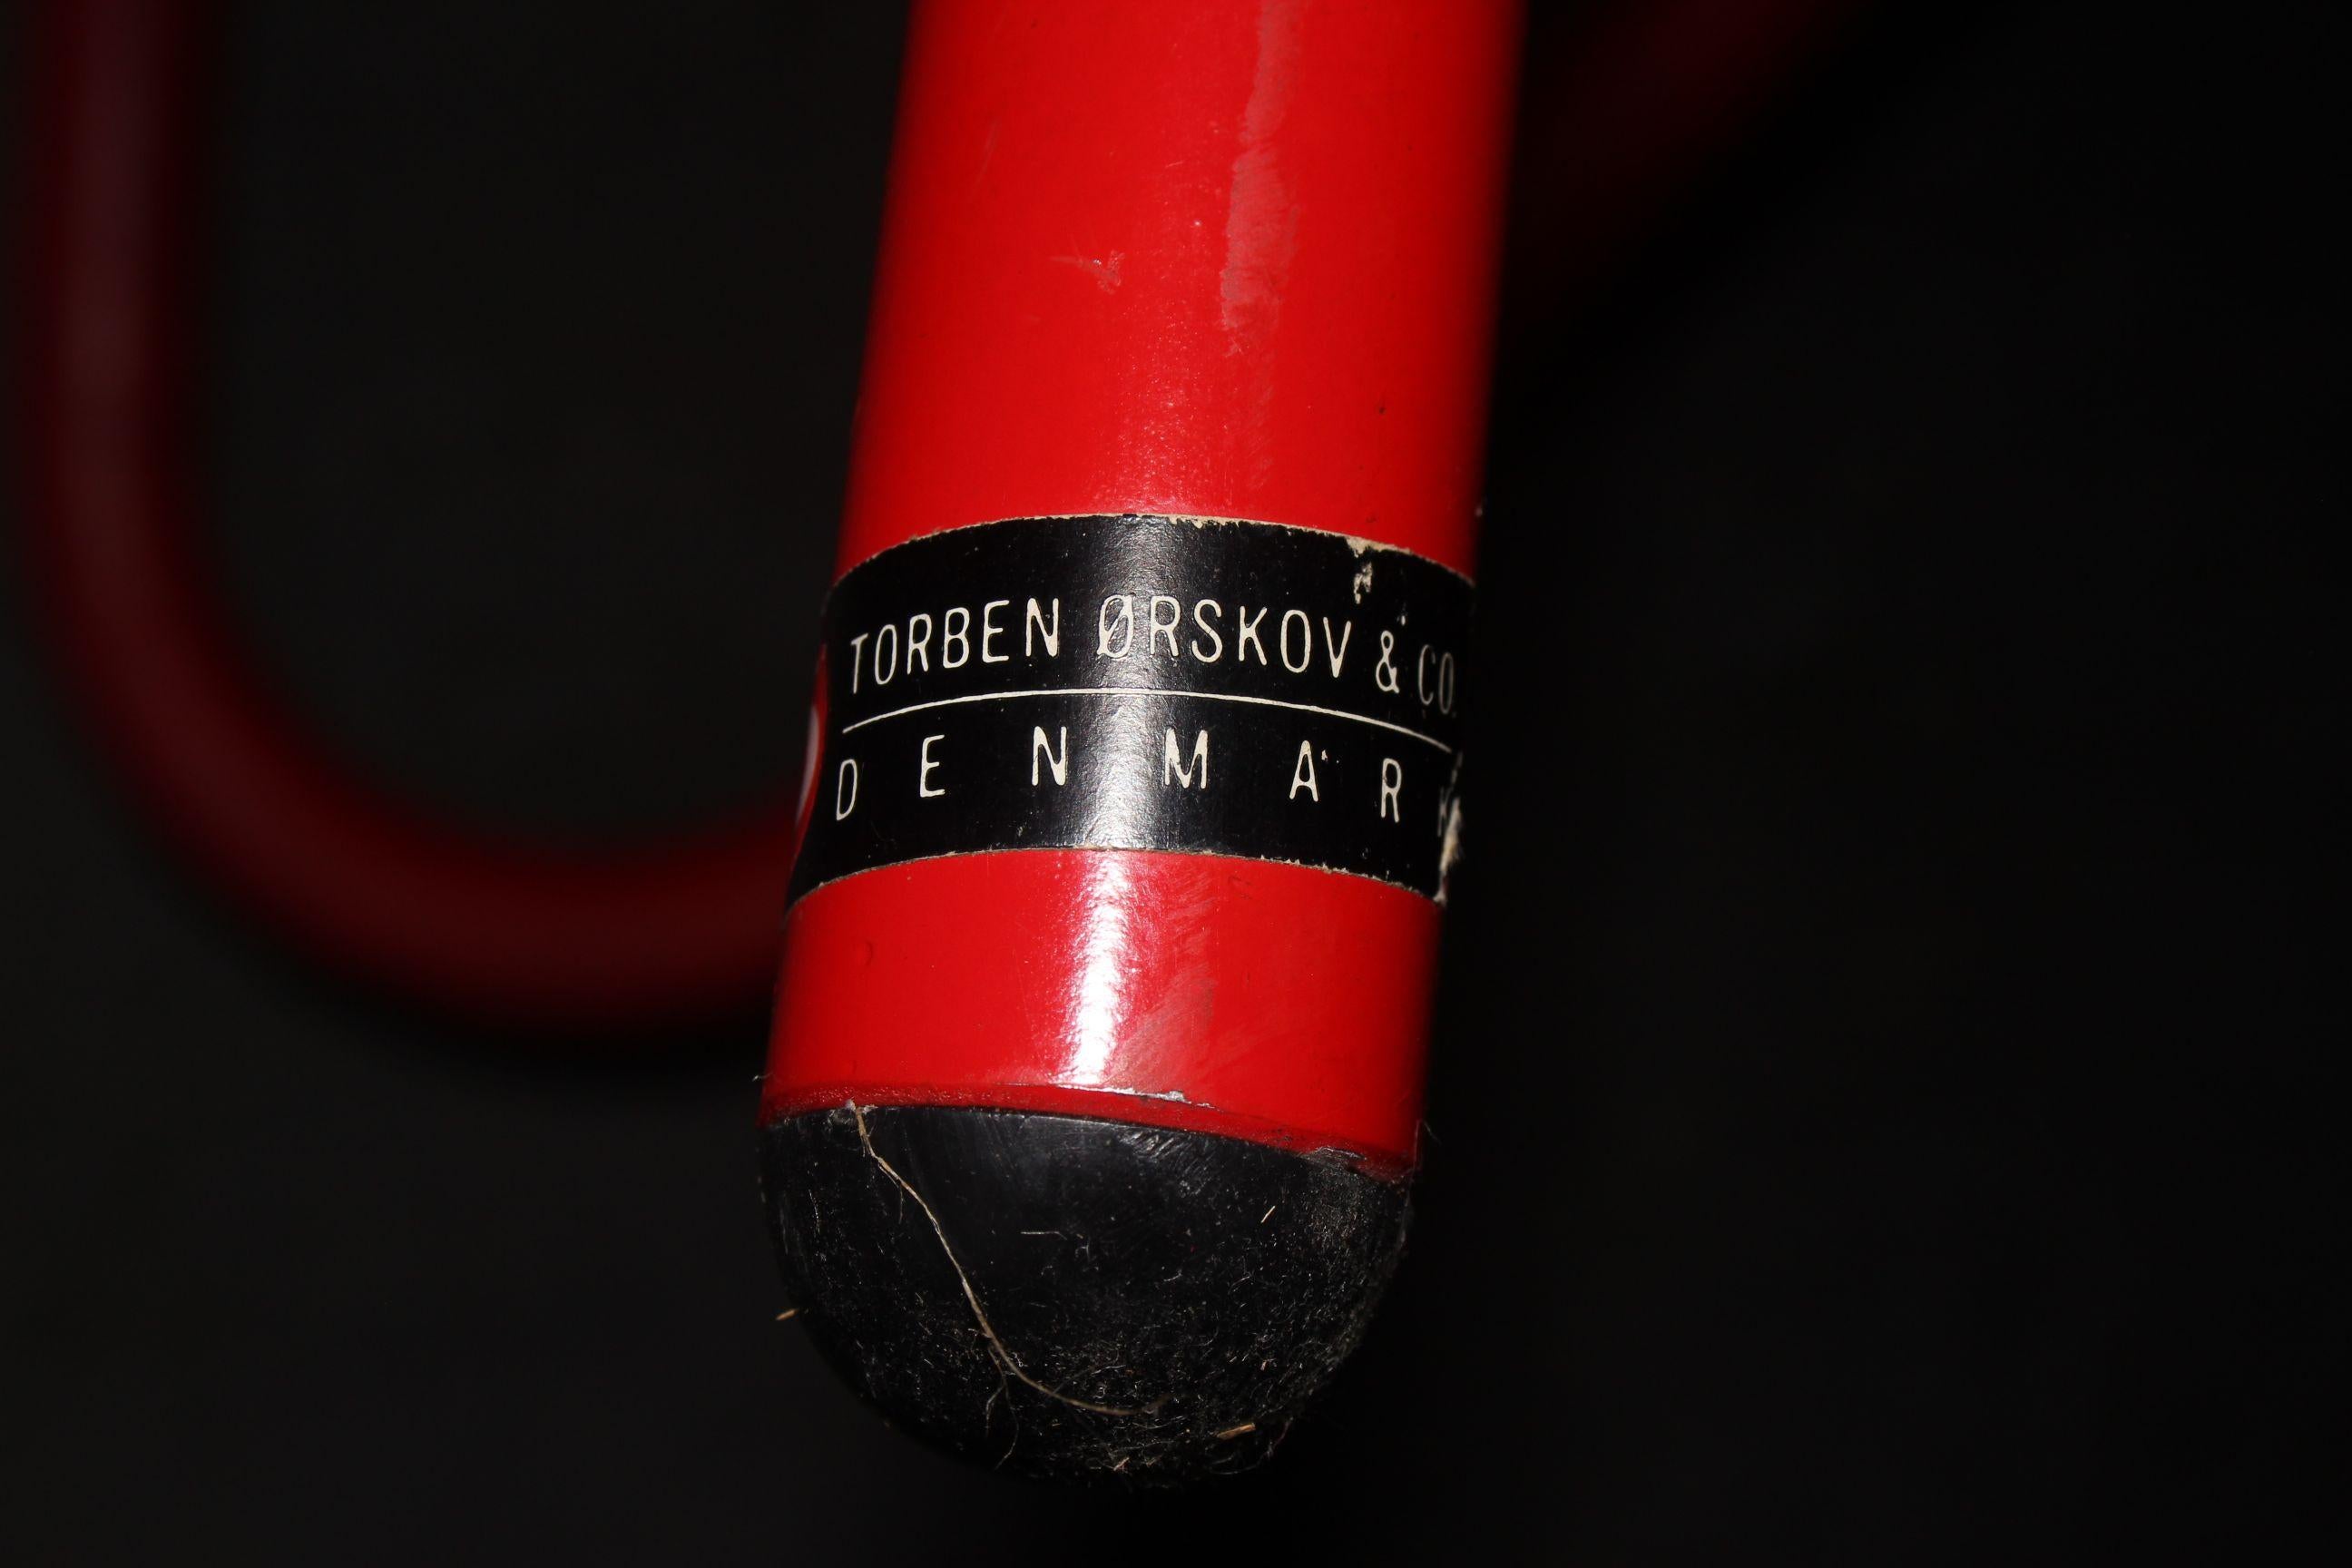 TORBEN ØRSKOV & CO.
DENMARK